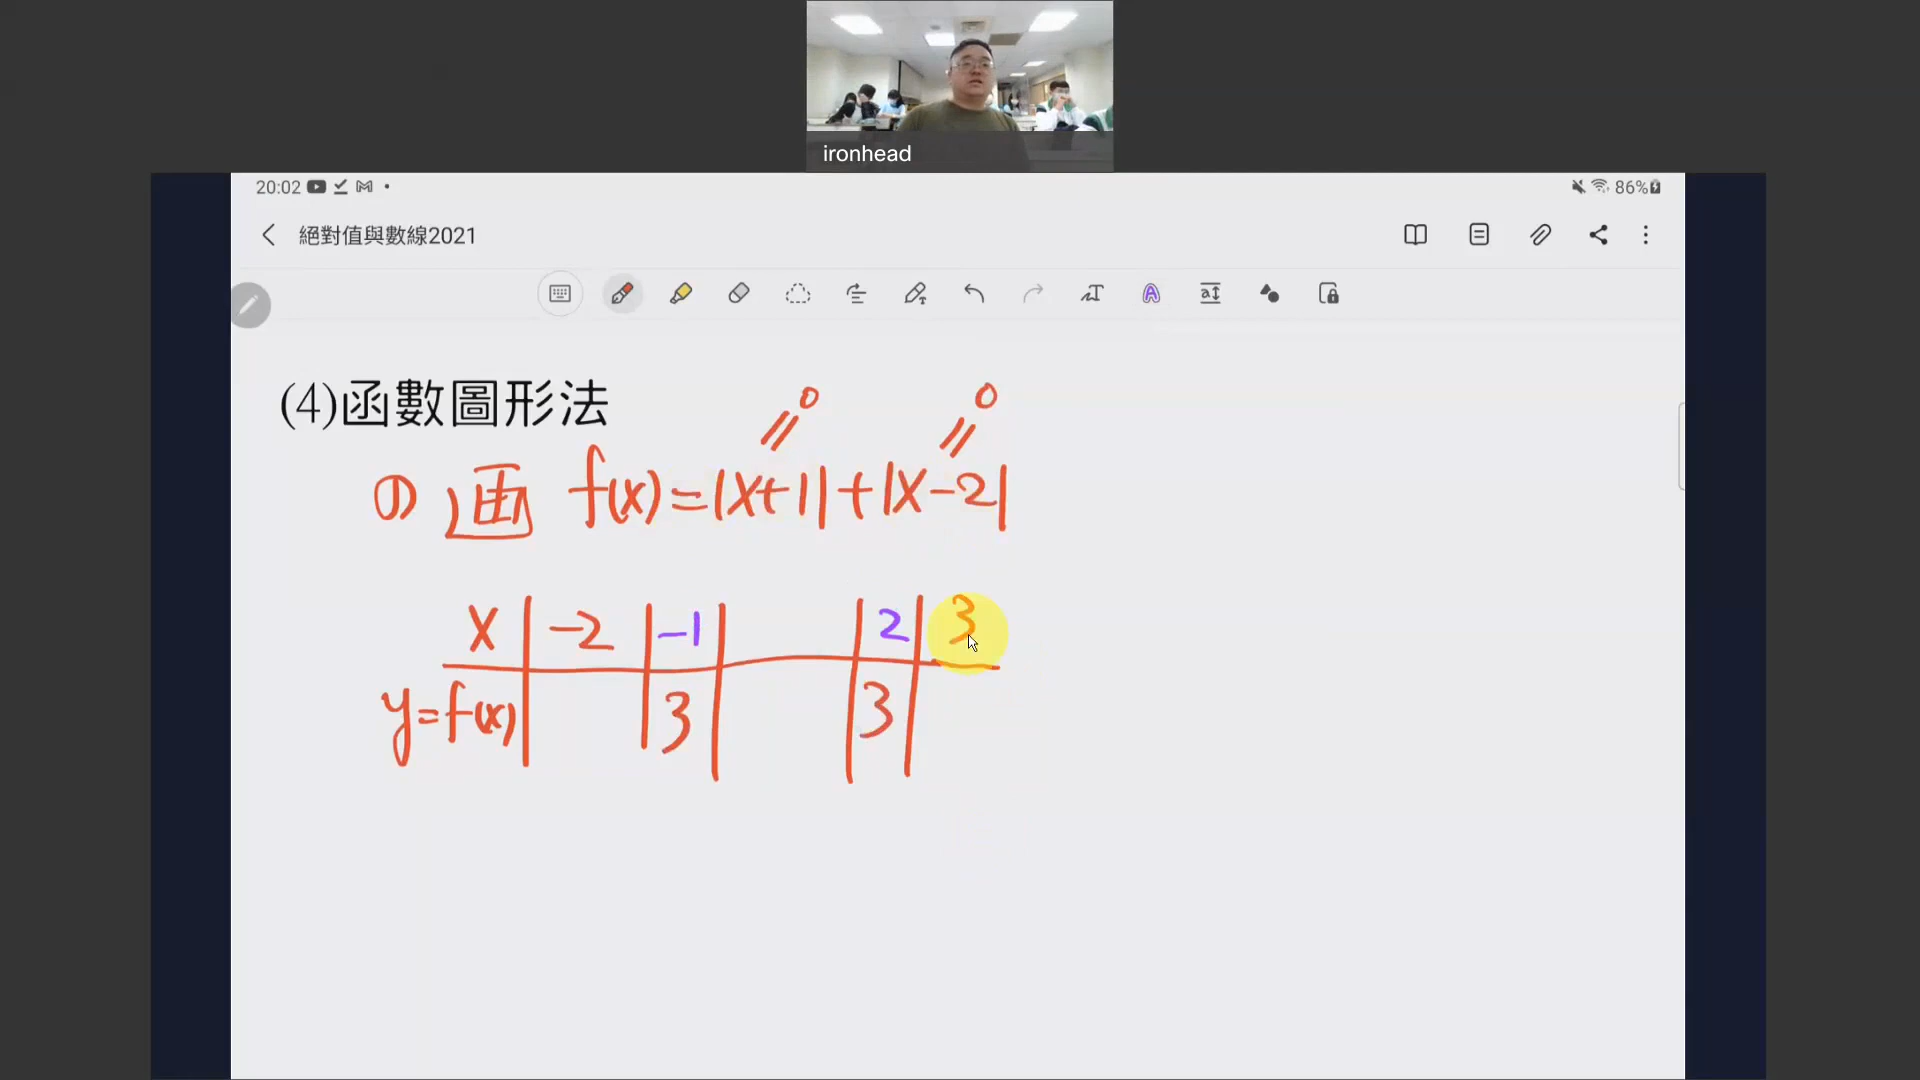 ironhead
20:02
86%
絕對值與數線2021
(4)函數圖形法
0 0
① 画 f(x)=|x+1|+|x-2|
x -2 -1 2 3
y=f(x) 3 3